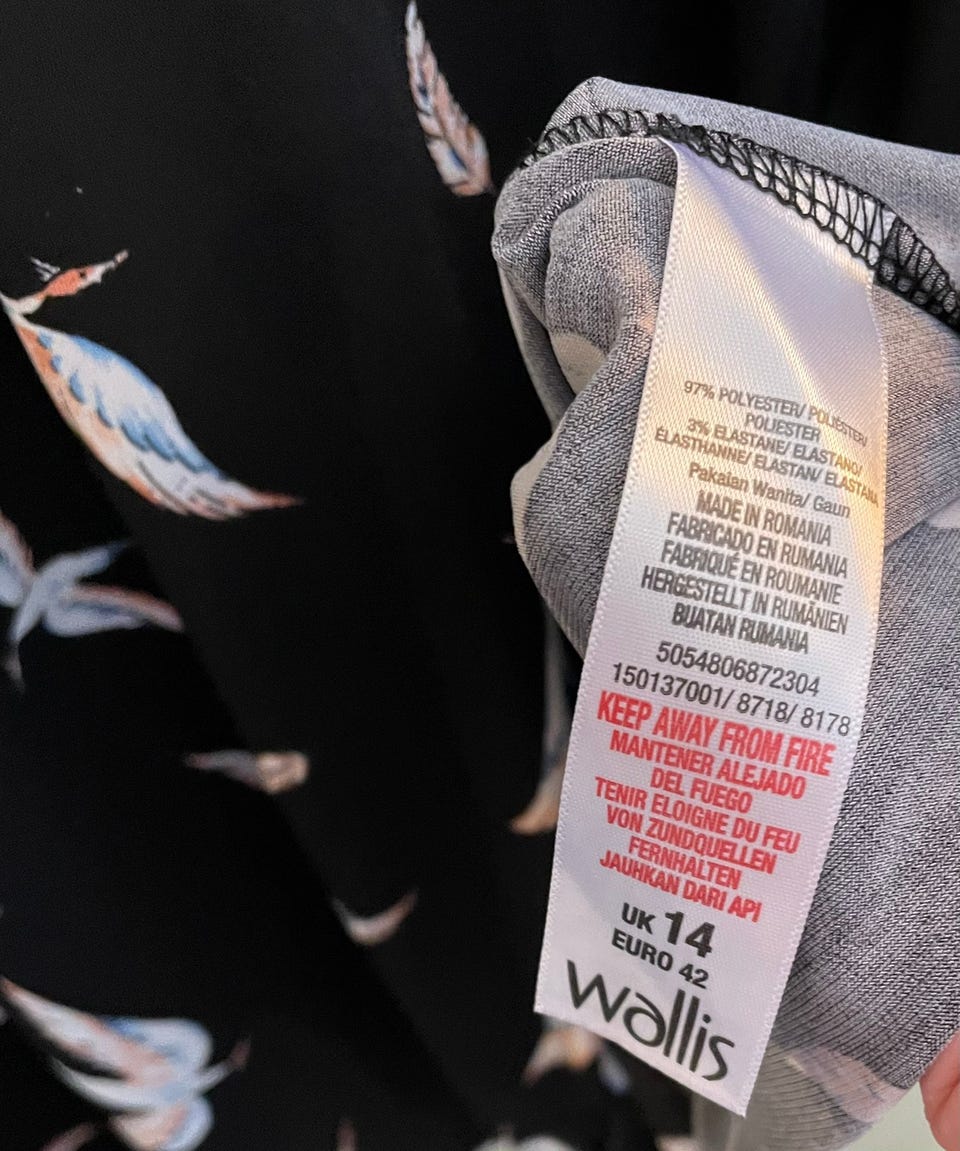 97% POLYESTER/ POLIÉSTER/
POLIESTER
3% ELASTANE/ ELASTANO/
ÉLASTHANNE/ ELASTAN/ ELASTANA
Pakaian Wanita/ Gaun
MADE IN ROMANIA
FABRICADO EN RUMANIA
FABRIQUÉ EN ROUMANIE
HERGESTELLT IN RUMÄNIEN
BUATAN RUMANIA
5054806872304
150137001/ 8718/ 8178
KEEP AWAY FROM FIRE
MANTENER ALEJADO
DEL FUEGO
TENIR ELOIGNE DU FEU
VON ZUNDQUELLEN
FERNHALTEN
JAUHKAN DARI API
UK 14
EURO 42
wallis